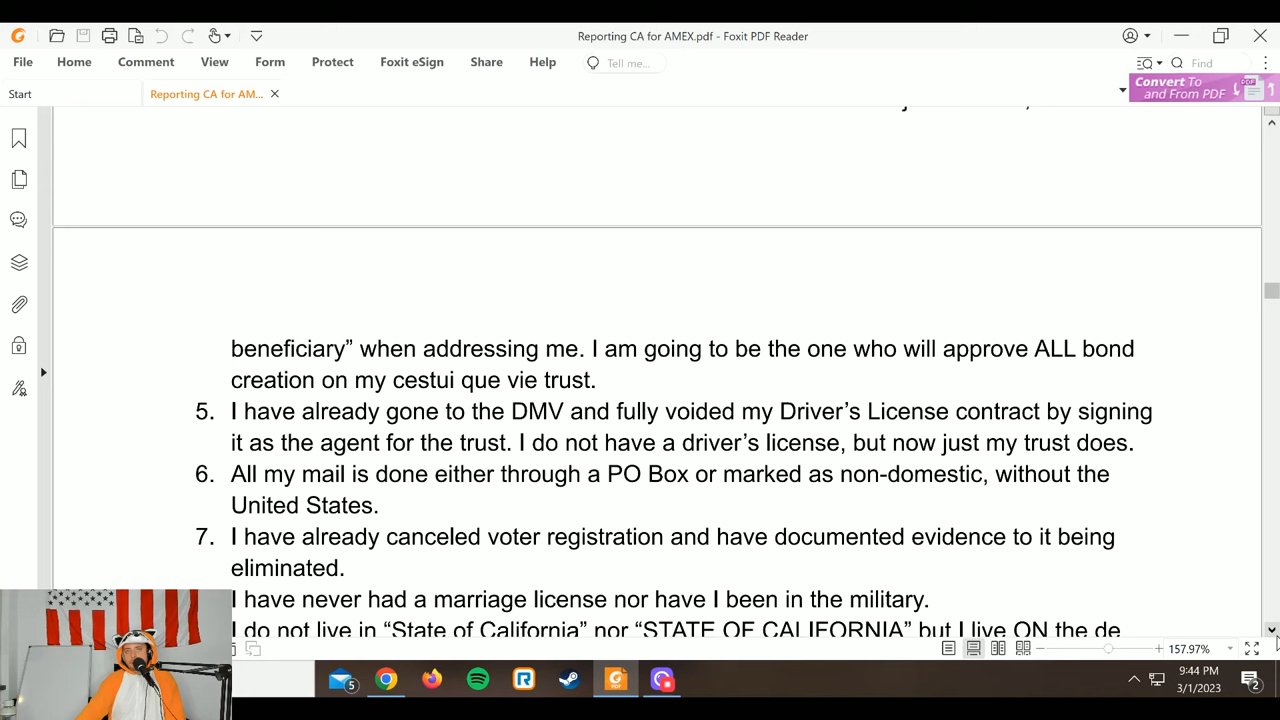 Reporting CA for AMEX.pdf - Foxit PDF Reader
File Home Comment View Form Protect Foxit eSign Share Help Tell me... Find
Start Reporting CA for AM...
Convert To
and From PDF
PDF
beneficiary” when addressing me. I am going to be the one who will approve ALL bond
creation on my cestui que vie trust.
5. I have already gone to the DMV and fully voided my Driver’s License contract by signing
it as the agent for the trust. I do not have a driver’s license, but now just my trust does.
6. All my mail is done either through a PO Box or marked as non-domestic, without the
United States.
7. I have already canceled voter registration and have documented evidence to it being
eliminated.
I have never had a marriage license nor have I been in the military.
I do not live in “State of California” nor “STATE OF CALIFORNIA” but I live ON the de
157.97%
5
9:44 PM
3/1/2023
2